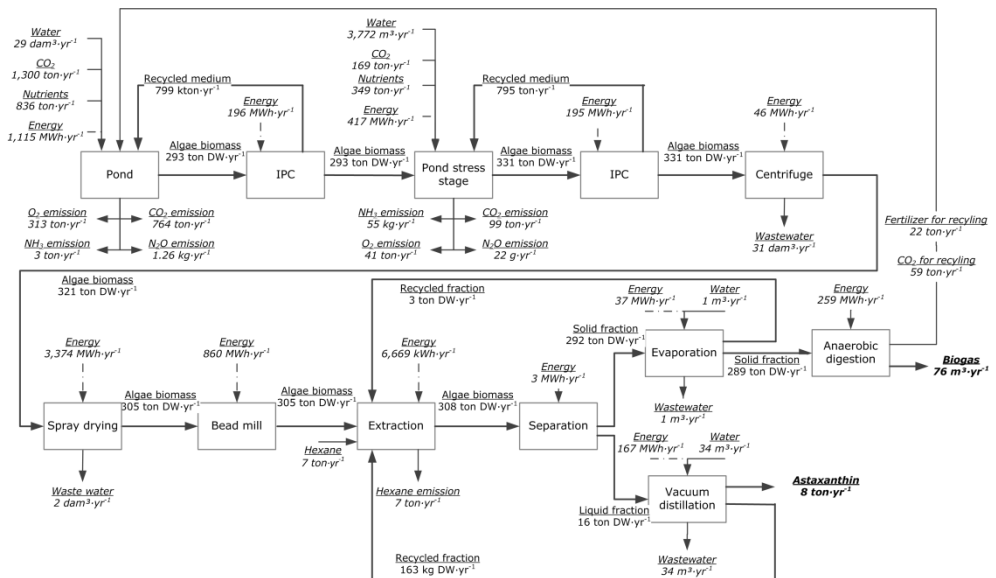 Water
29 dam³·yr⁻¹
CO₂
1,300 ton·yr⁻¹
Nutrients
836 ton·yr⁻¹
Energy
1,115 MWh·yr⁻¹
Recycled medium
799 kton·yr⁻¹
Energy
196 MWh·yr⁻¹
Water
3,772 m³·yr⁻¹
CO₂
169 ton·yr⁻¹
Nutrients
349 ton·yr⁻¹
Energy
417 MWh·yr⁻¹
Recycled medium
795 ton·yr⁻¹
Energy
195 MWh·yr⁻¹
Energy
46 MWh·yr⁻¹
Pond
Algae biomass
293 ton DW·yr⁻¹
IPC
Algae biomass
293 ton DW·yr⁻¹
Pond stress
stage
Algae biomass
331 ton DW·yr⁻¹
IPC
Algae biomass
331 ton DW·yr⁻¹
Centrifuge
O₂ emission
313 ton·yr⁻¹
CO₂ emission
764 ton·yr⁻¹
NH₃ emission
3 ton·yr⁻¹
N₂O emission
1.26 kg·yr⁻¹
NH₃ emission
55 kg·yr⁻¹
CO₂ emission
99 ton·yr⁻¹
O₂ emission
41 ton·yr⁻¹
N₂O emission
22 g·yr⁻¹
Wastewater
31 dam³·yr⁻¹
Fertilizer for recyling
22 ton·yr⁻¹
CO₂ for recyling
59 ton·yr⁻¹
Algae biomass
321 ton DW·yr⁻¹
Recycled fraction
3 ton DW·yr⁻¹
Energy
3,374 MWh·yr⁻¹
Energy
860 MWh·yr⁻¹
Energy
6,669 kWh·yr⁻¹
Energy
3 MWh·yr⁻¹
Energy
37 MWh·yr⁻¹
Water
1 m³·yr⁻¹
Energy
259 MWh·yr⁻¹
Spray drying
Algae biomass
305 ton DW·yr⁻¹
Bead mill
Algae biomass
305 ton DW·yr⁻¹
Extraction
Algae biomass
308 ton DW·yr⁻¹
Separation
Solid fraction
292 ton DW·yr⁻¹
Evaporation
Solid fraction
289 ton DW·yr⁻¹
Anaerobic
digestion
Biogas
76 m³·yr⁻¹
Wastewater
1 m³·yr⁻¹
Hexane
7 ton·yr⁻¹
Waste water
2 dam³·yr⁻¹
Hexane emission
7 ton·yr⁻¹
Energy
167 MWh·yr⁻¹
Water
34 m³·yr⁻¹
Liquid fraction
16 ton DW·yr⁻¹
Vacuum
distillation
Astaxanthin
8 ton·yr⁻¹
Wastewater
34 m³·yr⁻¹
Recycled fraction
163 kg DW·yr⁻¹